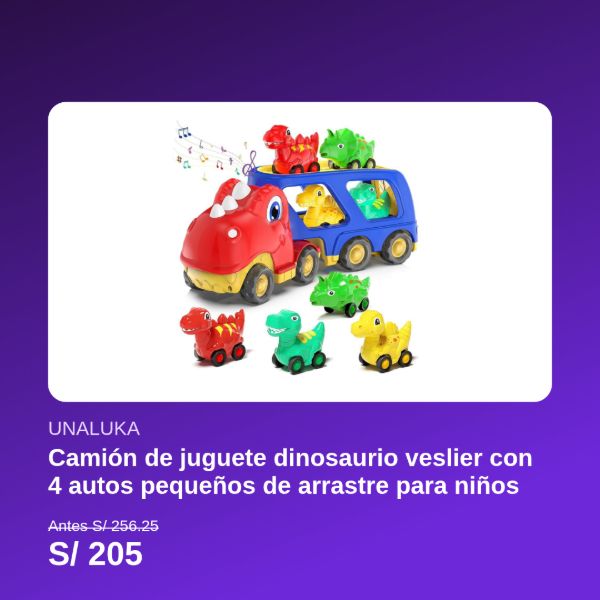 UNALUKA
Camión de juguete dinosaurio veslier con
4 autos pequeños de arrastre para niños
Antes S/ 256.25
S/ 205